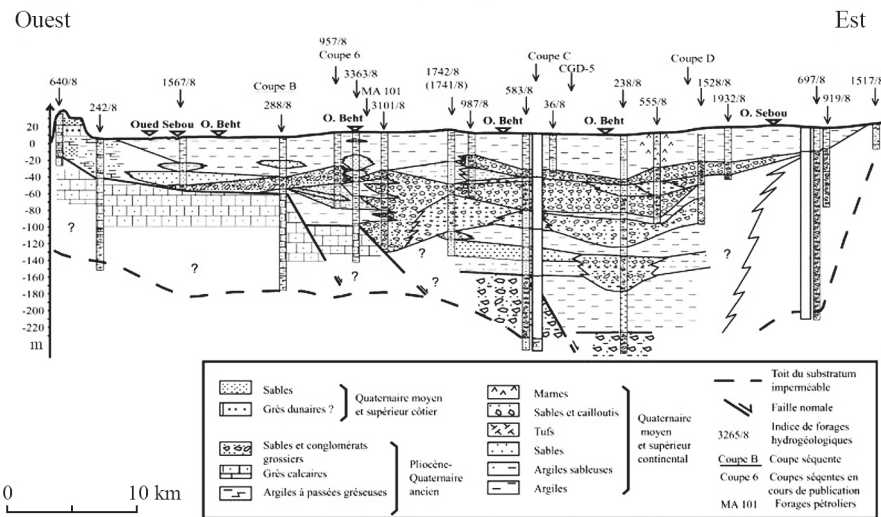 Ouest
Est
957/8
Coupe 6
Coupe C
CGD-5
Coupe D
640/8
1567/8
Coupe B
3363/8
MA 101
1742/8
(1741/8)
583/8
238/8
1528/8
697/8
1517/8
242/8
288/8
3101/8
987/8
36/8
555/8
1932/8
919/8
Oued Sebou
O. Beht
O. Beht
O. Beht
O. Beht
O. Sebou
20
0
-20
-40
-60
-80
-100
-120
-140
-160
-180
-200
-220
m
?
?
?
?
?
?
?
Sables
Grès dunaires ?
Quaternaire moyen
et supérieur côtier
Sables et conglomérats
grossiers
Grès calcaires
Argiles à passées gréseuses
Pliocène-
Quaternaire
ancien
Marnes
Sables et cailloutis
Tufs
Sables
Argiles sableuses
Argiles
Quaternaire
moyen
et supérieur
continental
Toit du substratum
imperméable
Faille nomale
3265/8
Indice de forages
hydrogéologiques
Coupe B
Coupe séquente
Coupe 6
Coupes séqentes en
cours de publication
MA 101
Forages pétroliers
0
10 km